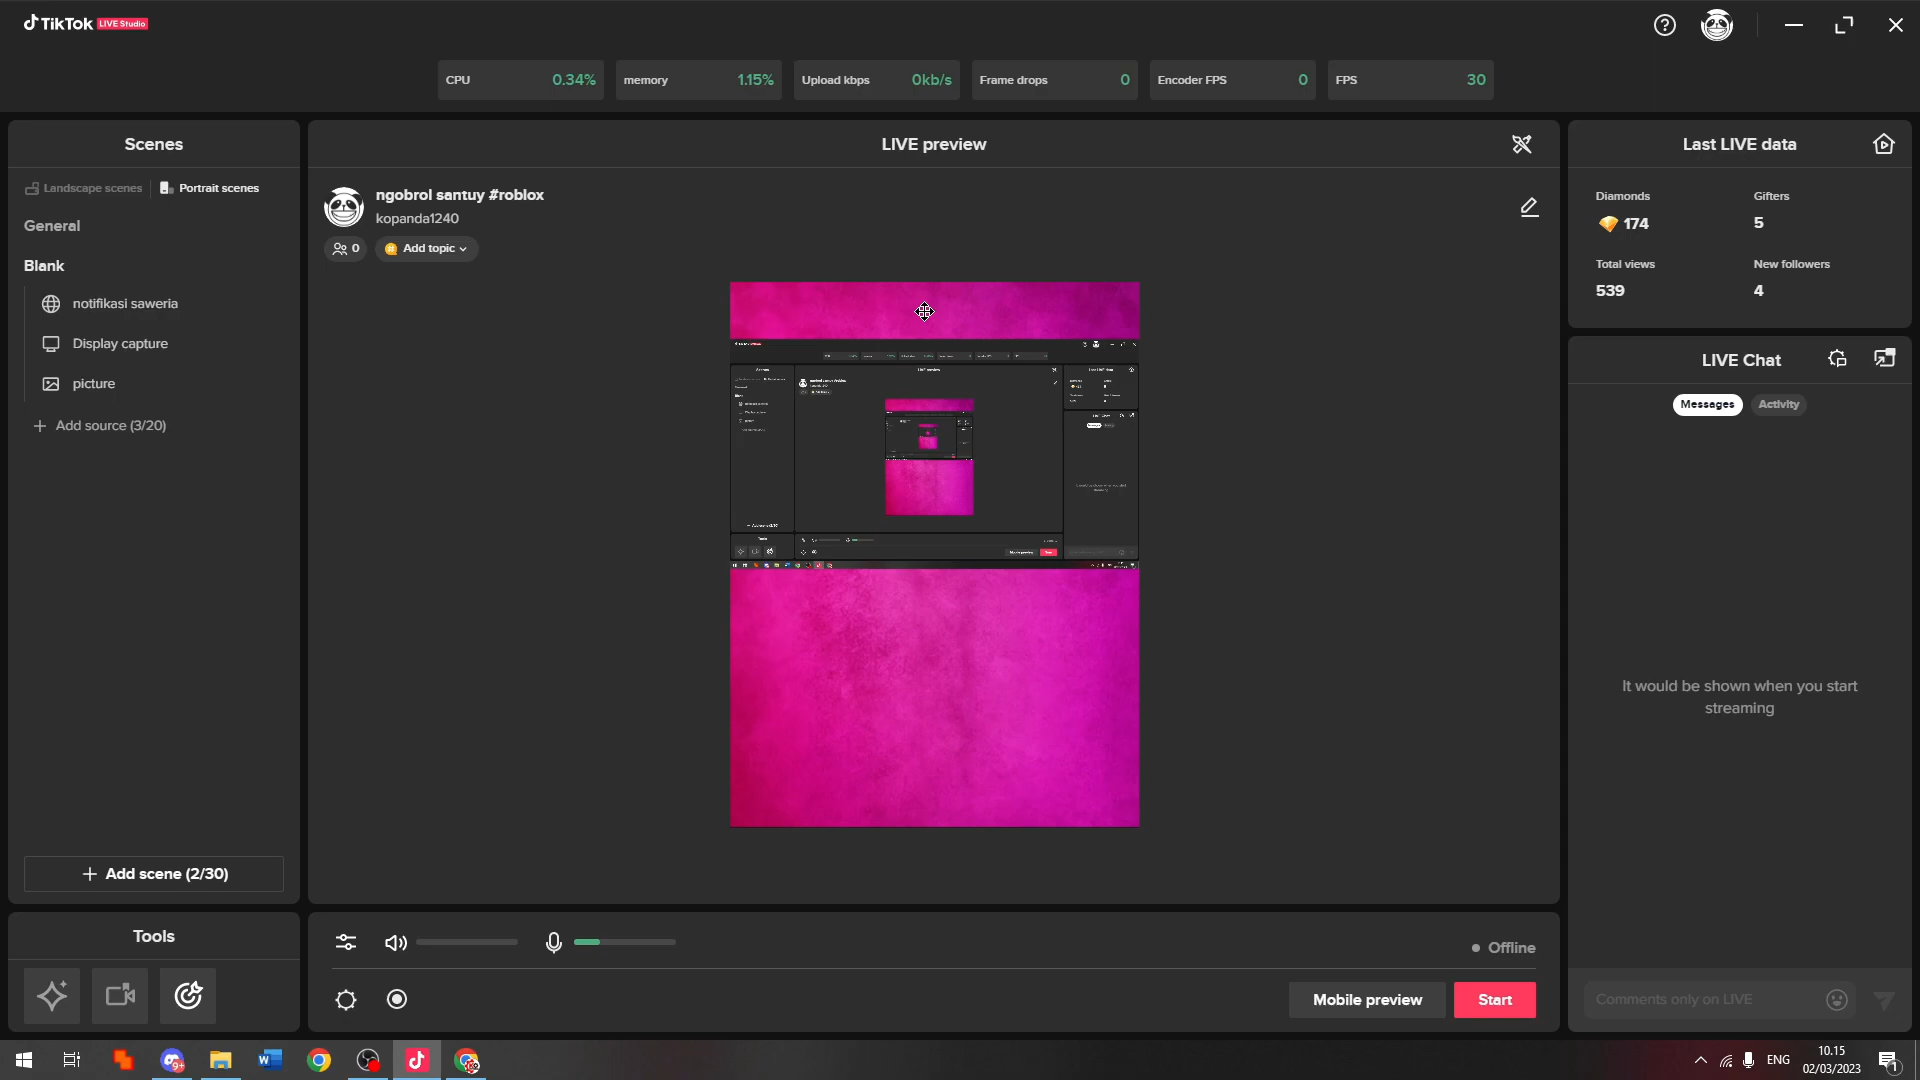 TikTok LIVE Studio
CPU 0.34%
memory 1.15%
Upload kbps 0kb/s
Frame drops 0
Encoder FPS 0
FPS 30
Scenes
Landscape scenes
Portrait scenes
General
Blank
notifikasi saweria
Display capture
picture
Add source (3/20)
Add scene (2/30)
Tools
LIVE preview
ngobrol santuy #roblox
kopanda1240
0
Add topic
Offline
Mobile preview
Start
Last LIVE data
Diamonds
174
Gifters
5
Total views
539
New followers
4
LIVE Chat
Messages
Activity
It would be shown when you start
streaming
Comments only on LIVE
9+
ENG
10.15
02/03/2023
1